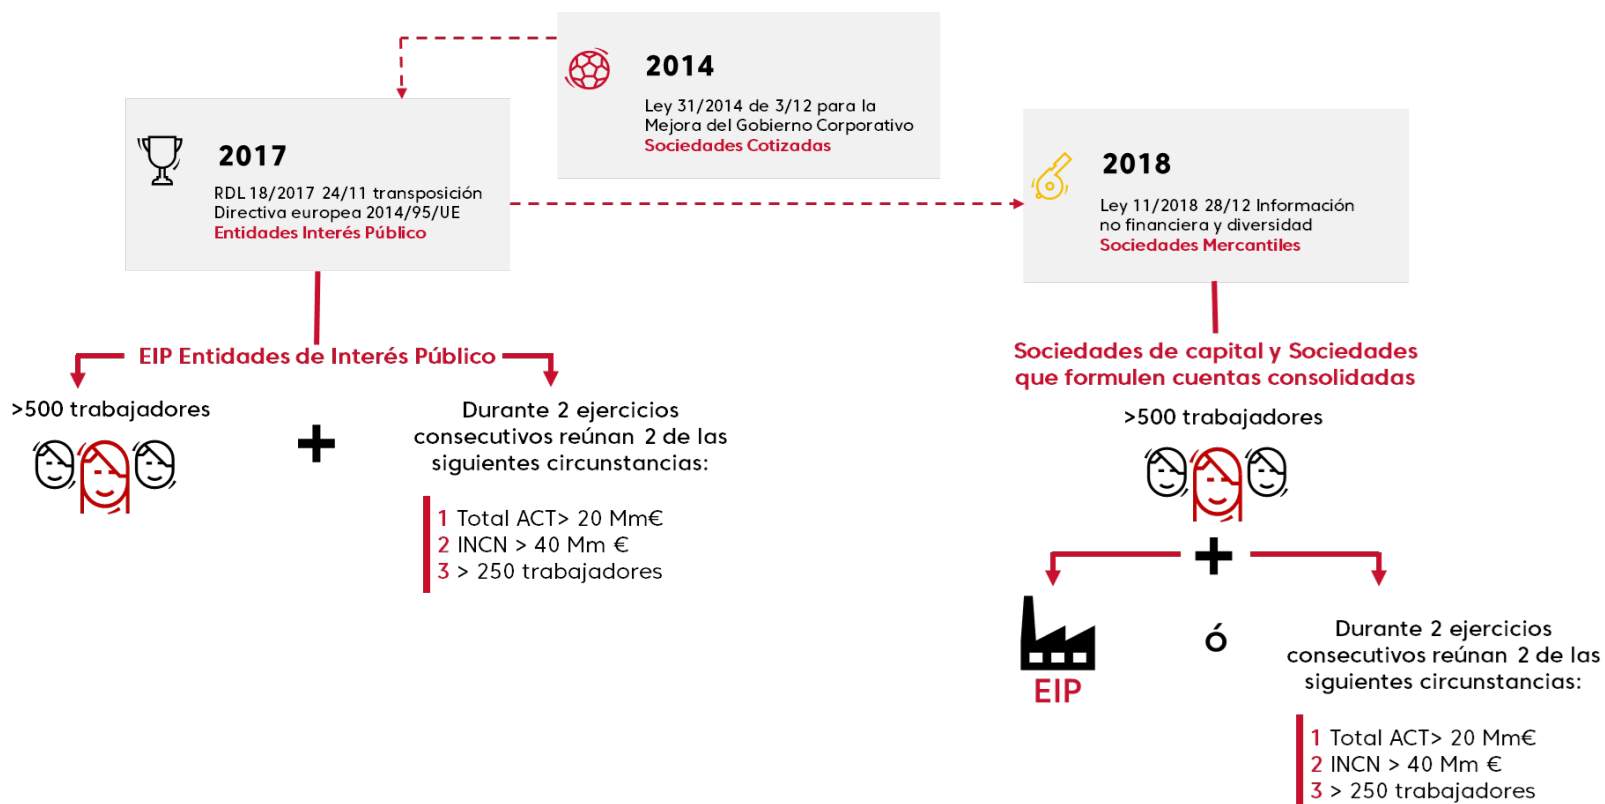 2014
Ley 31/2014 de 3/12 para la
Mejora del Gobierno Corporativo
Sociedades Cotizadas
2017
RDL 18/2017 24/11 transposición
Directiva europea 2014/95/UE
Entidades Interés Público
2018
Ley 11/2018 28/12 Información
no financiera y diversidad
Sociedades Mercantiles
EIP Entidades de Interés Público
>500 trabajadores
+
Durante 2 ejercicios
consecutivos reúnan 2 de las
siguientes circunstancias:
1 Total ACT> 20 Mm€
2 INCN > 40 Mm €
3 > 250 trabajadores
Sociedades de capital y Sociedades
que formulen cuentas consolidadas
>500 trabajadores
+
EIP
ó
Durante 2 ejercicios
consecutivos reúnan 2 de las
siguientes circunstancias:
1 Total ACT> 20 Mm€
2 INCN > 40 Mm €
3 > 250 trabajadores